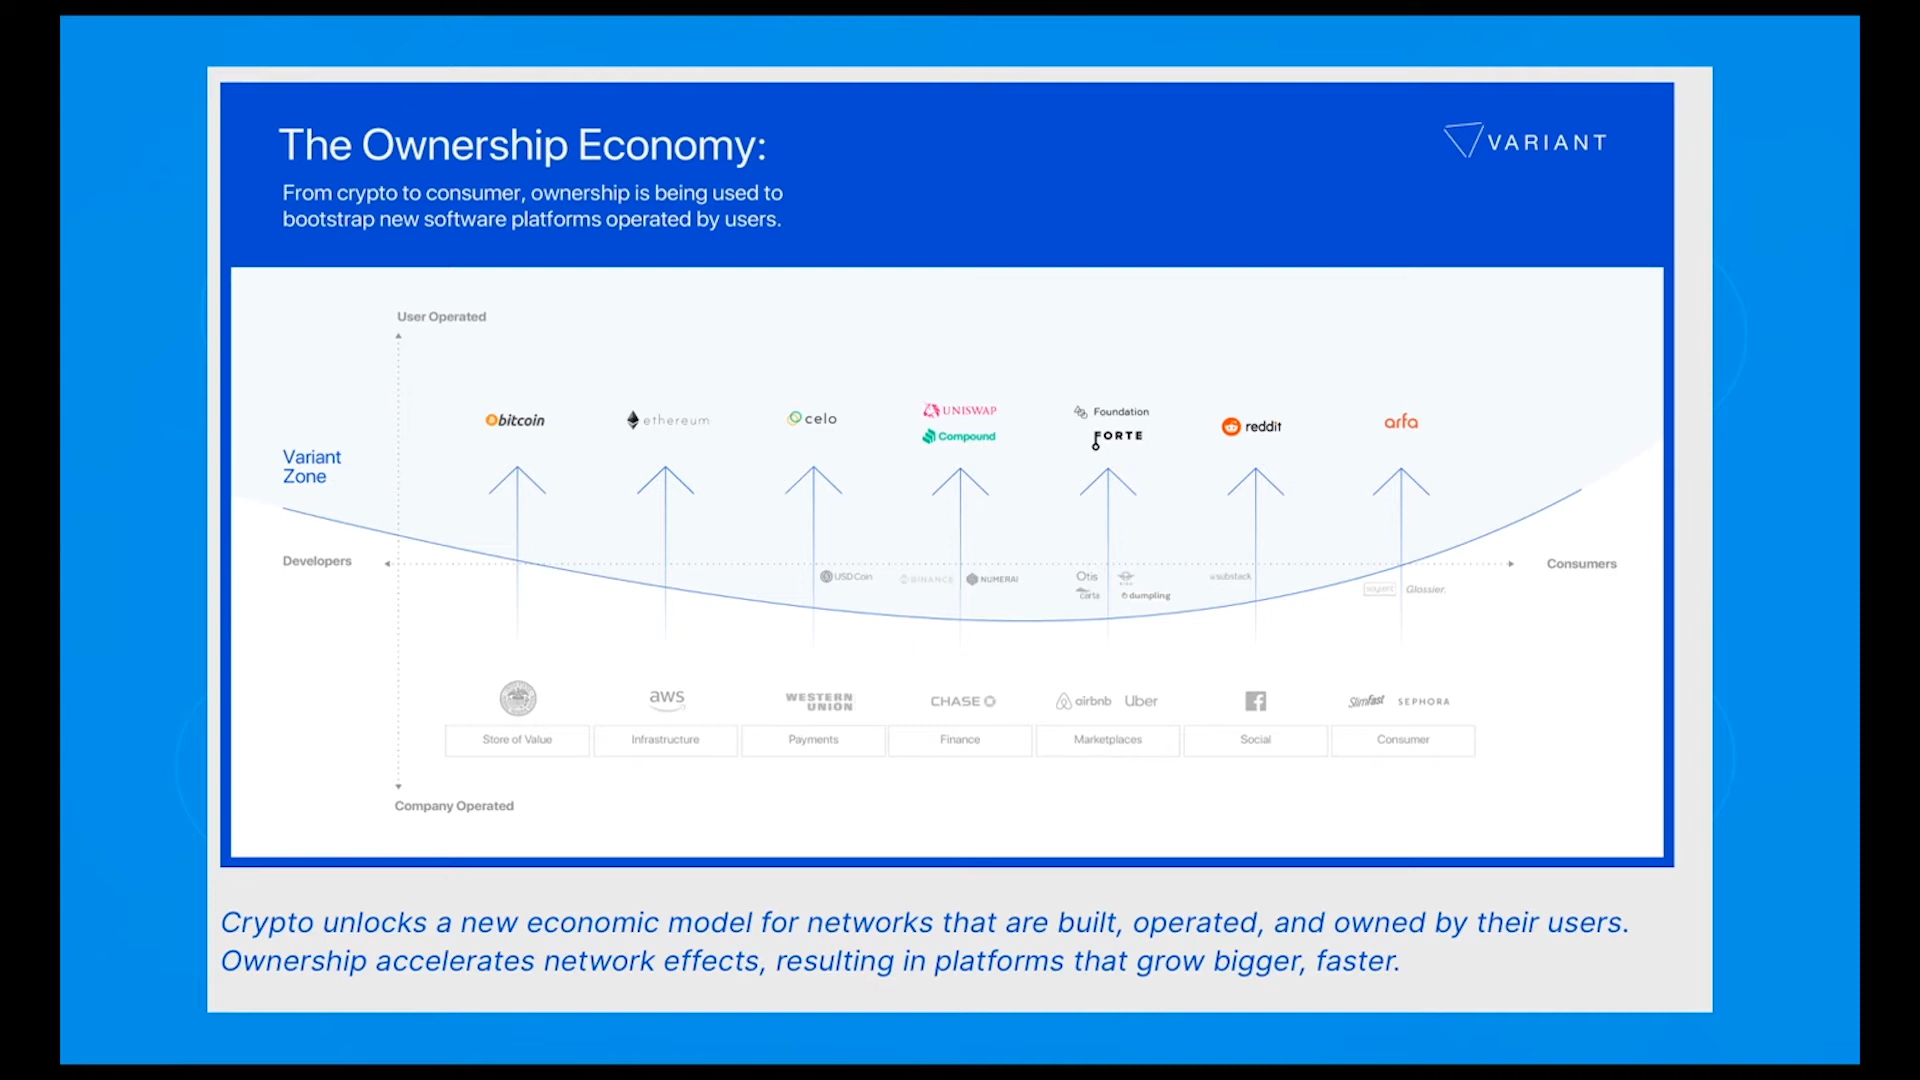 The Ownership Economy:
VARIANT
From crypto to consumer, ownership is being used to
bootstrap new software platforms operated by users.
User Operated
bitcoin
ethereum
celo
UNISWAP
Compound
Foundation
FORTE
reddit
arfa
Variant
Zone
Developers
Consumers
USD Coin
BINANCE
NUMERAI
Otis
Carta
dumpling
substack
Glossier.
aws
WESTERN
UNION
CHASE
airbnb
Uber
SlimFast
SEPHORA
Store of Value
Infrastructure
Payments
Finance
Marketplaces
Social
Consumer
Company Operated
Crypto unlocks a new economic model for networks that are built, operated, and owned by their users.
Ownership accelerates network effects, resulting in platforms that grow bigger, faster.